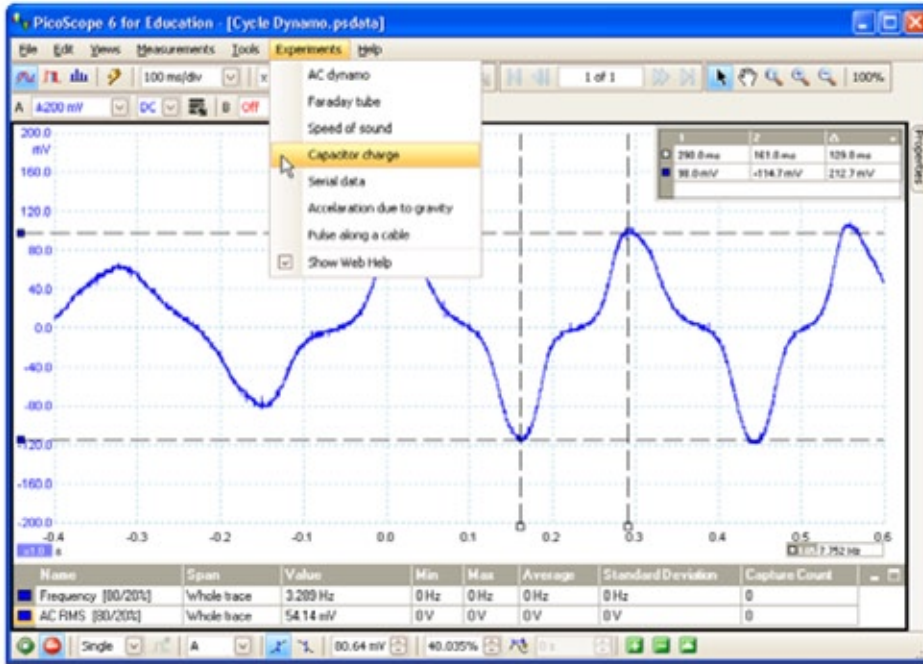 PicoScope 6 for Education - [Cycle Dynamo.psdata]
File Edit Views Measurements Tools Experiments Help
100 ms/div x 1 of 1 100%
A ±200 mV DC B Off
AC dynamo
Faraday tube
Speed of sound
Capacitor charge
Serial data
Accelaration due to gravity
Pulse along a cable
Show Web Help
Properties
1 2 Δ
290.0 ms 161.0 ms 129.0 ms
98.0 mV -114.7 mV 212.7 mV
200.0
mV
160.0
120.0
80.0
40.0
0.0
-40.0
-80.0
-120.0
-160.0
-200.0
-0.4 -0.3 -0.2 -0.1 0.0 0.1 0.2 0.3 0.4 0.5 0.6
x1.0 s
7.752 Hz
Name Span Value Min Max Average Standard Deviation Capture Count
Frequency [80/20%] Whole trace 3.289 Hz 0 Hz 0 Hz 0 Hz 0 Hz 0
AC RMS [80/20%] Whole trace 54.14 mV 0 V 0 V 0 V 0 V 0
Single A 80.64 mV 40.035% 0 s